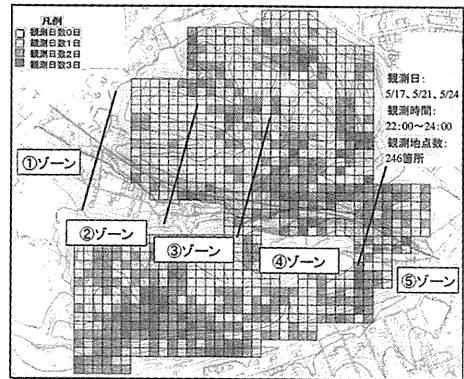 凡例
観測日数0日
観測日数1日
観測日数2日
観測日数3日
観測日:
5/17、5/21、5/24
観測時間:
22:00～24:00
観測地点数:
246箇所
①ゾーン
②ゾーン
③ゾーン
④ゾーン
⑤ゾーン